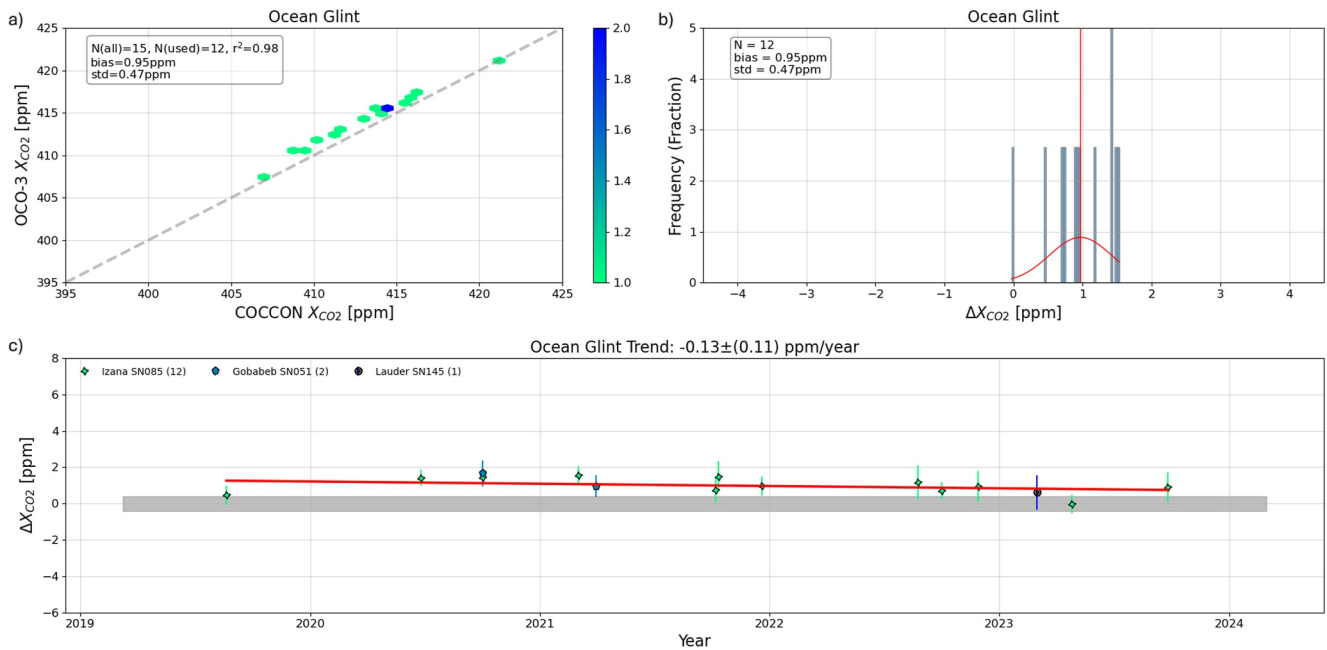 a)
Ocean Glint
N(all)=15, N(used)=12, r²=0.98
bias=0.95ppm
std=0.47ppm
425
420
415
410
405
400
395
OCO-3 X_CO2 [ppm]
395 400 405 410 415 420 425
COCCON X_CO2 [ppm]
2.0
1.8
1.6
1.4
1.2
1.0
b)
Ocean Glint
N = 12
bias = 0.95ppm
std = 0.47ppm
5
4
3
2
1
0
Frequency (Fraction)
−4 −3 −2 −1 0 1 2 3 4
ΔX_CO2 [ppm]
c)
Ocean Glint Trend: -0.13±(0.11) ppm/year
Izana SN085 (12) Gobabeb SN051 (2) Lauder SN145 (1)
8
6
4
2
0
−2
−4
−6
ΔX_CO2 [ppm]
2019 2020 2021 2022 2023 2024
Year